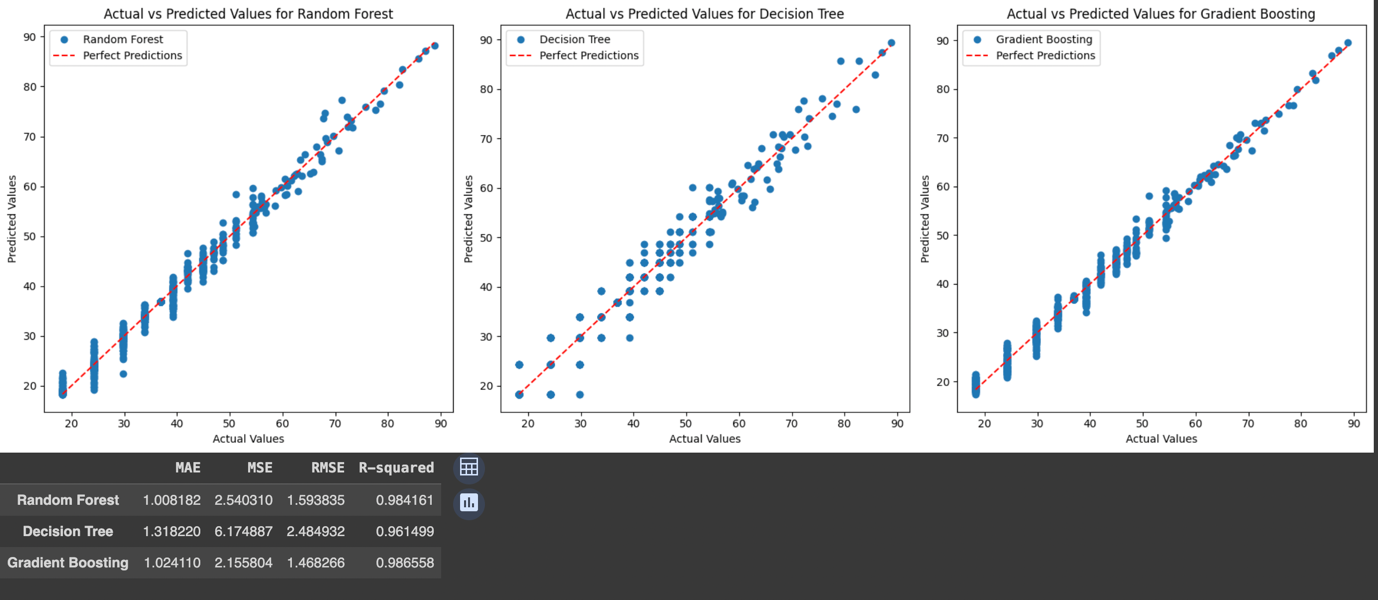 Actual vs Predicted Values for Random Forest
Random Forest
Perfect Predictions
90
80
70
60
50
40
30
20
Predicted Values
20 30 40 50 60 70 80 90
Actual Values
Actual vs Predicted Values for Decision Tree
Decision Tree
Perfect Predictions
90
80
70
60
50
40
30
20
Predicted Values
20 30 40 50 60 70 80 90
Actual Values
Actual vs Predicted Values for Gradient Boosting
Gradient Boosting
Perfect Predictions
90
80
70
60
50
40
30
20
Predicted Values
20 30 40 50 60 70 80 90
Actual Values
MAE MSE RMSE R-squared
Random Forest 1.008182 2.540310 1.593835 0.984161
Decision Tree 1.318220 6.174887 2.484932 0.961499
Gradient Boosting 1.024110 2.155804 1.468266 0.986558